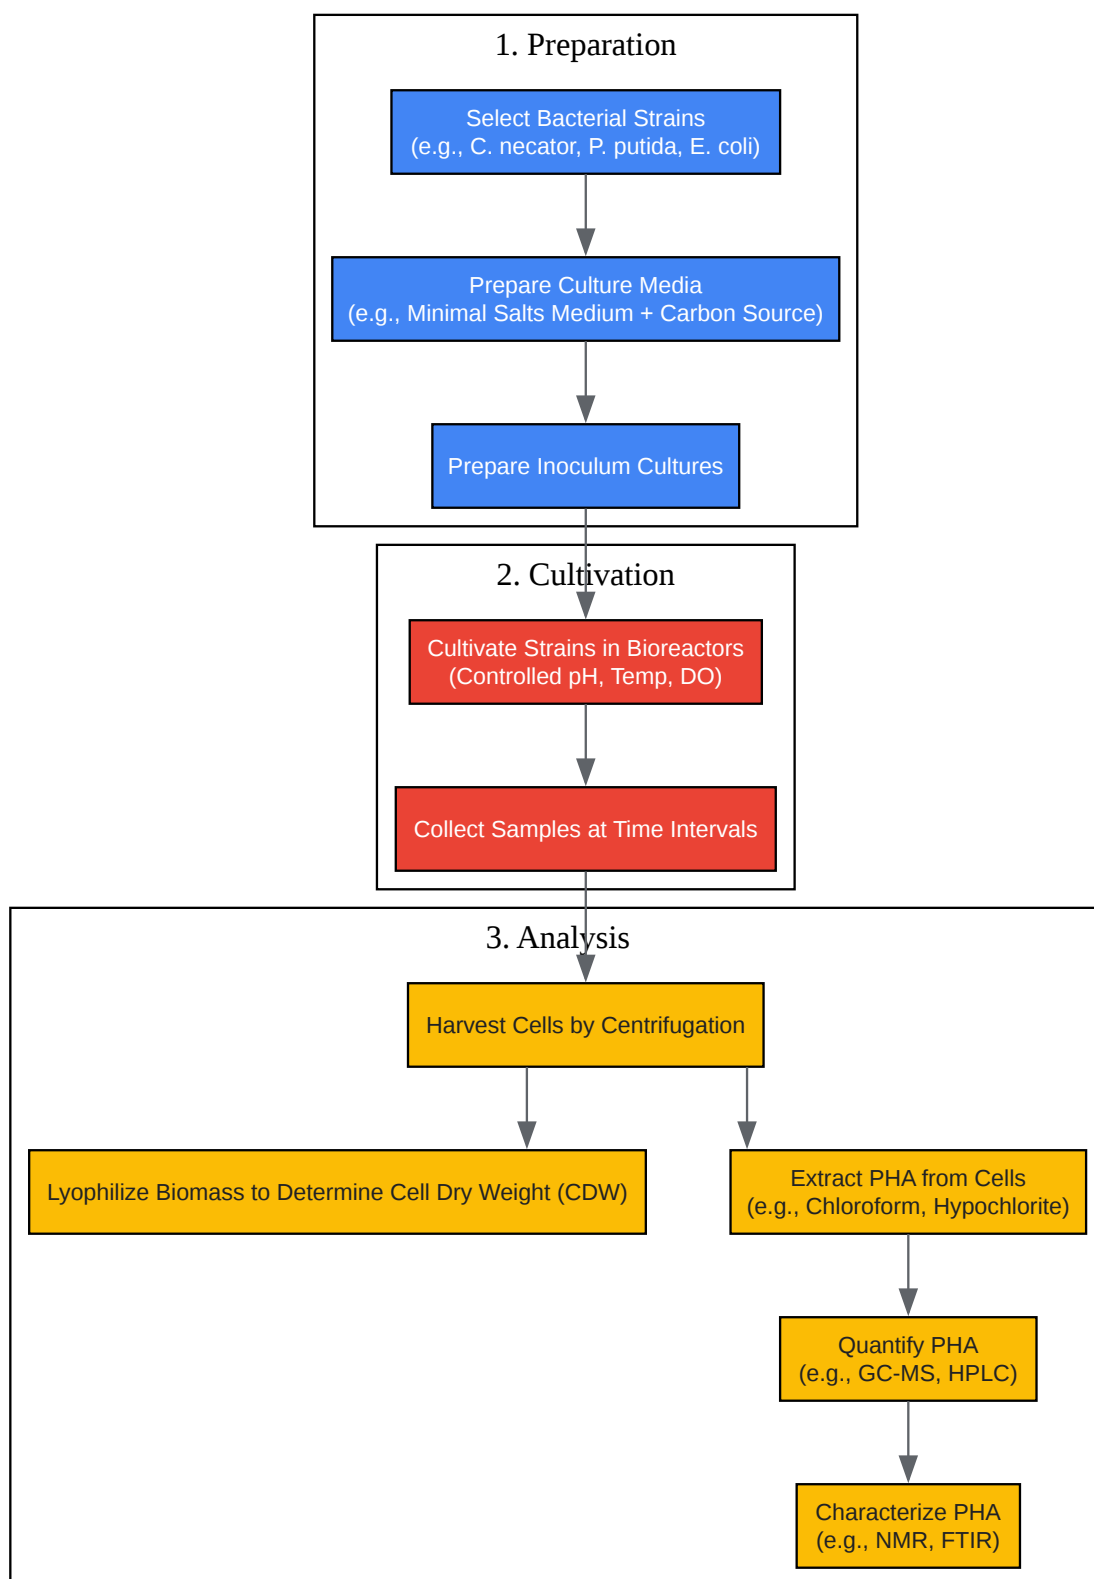 1. Preparation
Select Bacterial Strains
(e.g., C. necator, P. putida, E. coli)
Prepare Culture Media
(e.g., Minimal Salts Medium + Carbon Source)
Prepare Inoculum Cultures
2. Cultivation
Cultivate Strains in Bioreactors
(Controlled pH, Temp, DO)
Collect Samples at Time Intervals
3. Analysis
Harvest Cells by Centrifugation
Lyophilize Biomass to Determine Cell Dry Weight (CDW)
Extract PHA from Cells
(e.g., Chloroform, Hypochlorite)
Quantify PHA
(e.g., GC-MS, HPLC)
Characterize PHA
(e.g., NMR, FTIR)